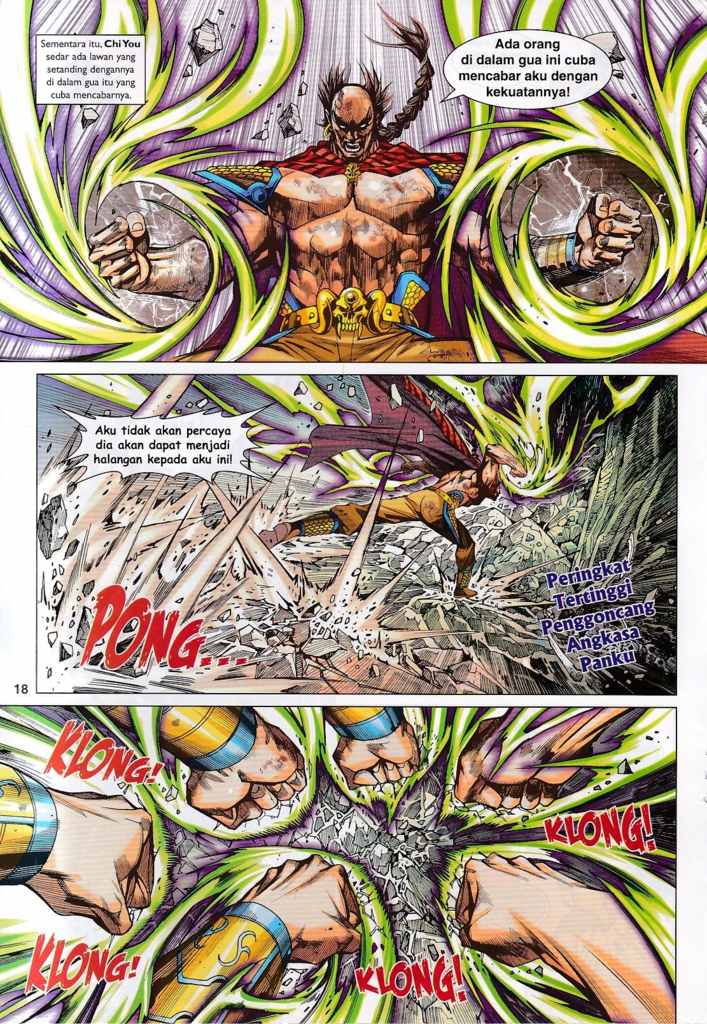 Sementara itu, Chi You
sedar ada lawan yang
setanding dengannya
di dalam gua itu yang
cuba mencabarnya.
Ada orang
di dalam gua ini cuba
mencabar aku dengan
kekuatannya!
Aku tidak akan percaya
dia akan dapat menjadi
halangan kepada aku ini!
PONG...
Peringkat
Tertinggi
Penggoncang
Angkasa
Panku
18
KLONG!
KLONG!
KLONG!
KLONG!